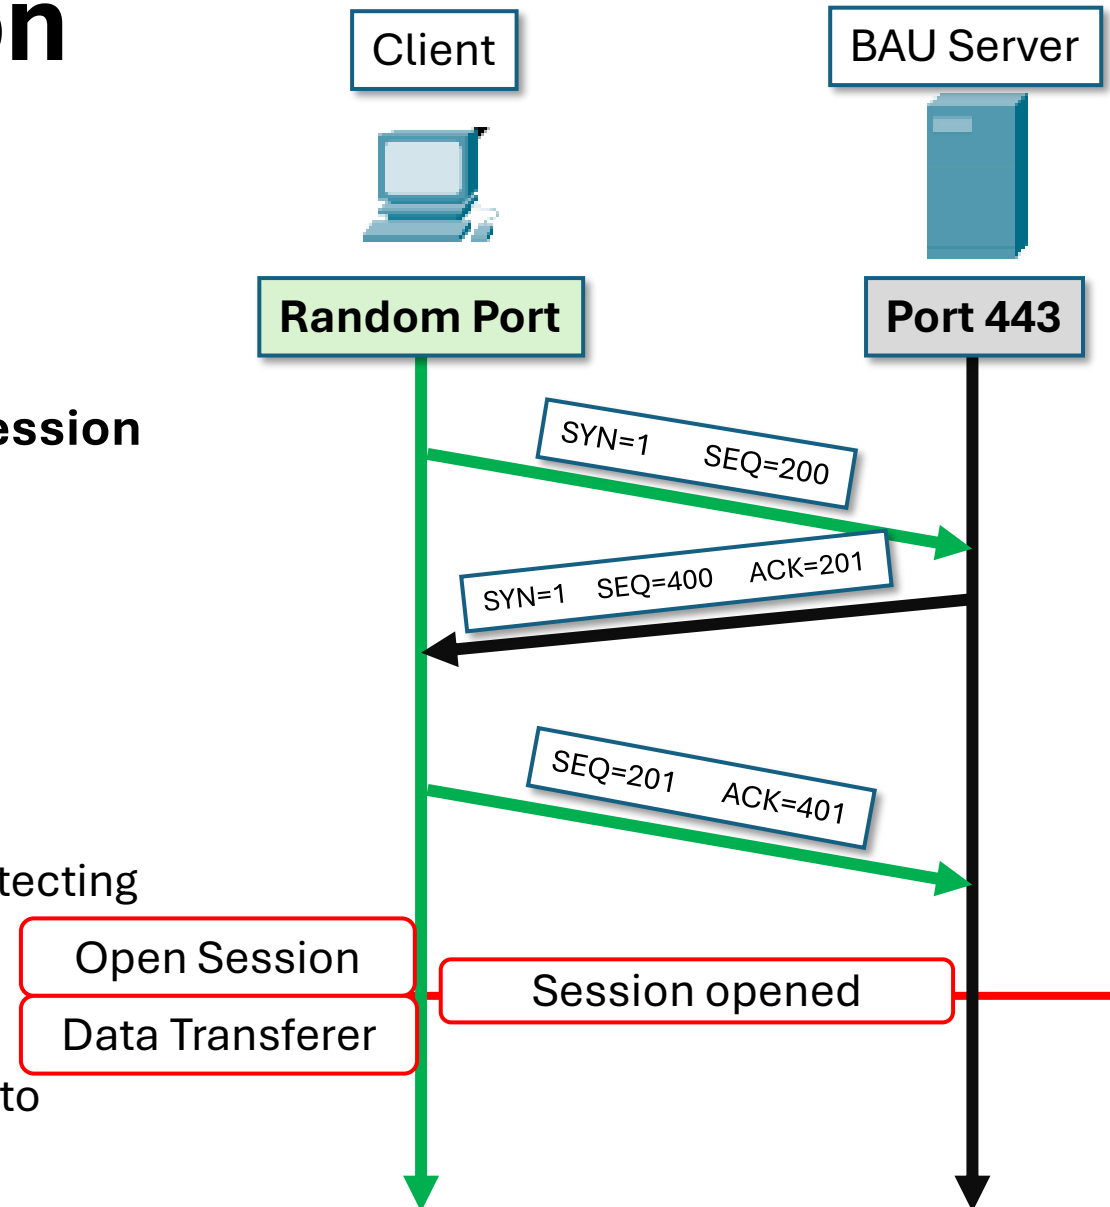 on
Client
BAU Server
Random Port
Port 443
ession
SYN=1 SEQ=200
SYN=1 SEQ=400 ACK=201
SEQ=201 ACK=401
tecting
Open Session
Session opened
Data Transferer
to